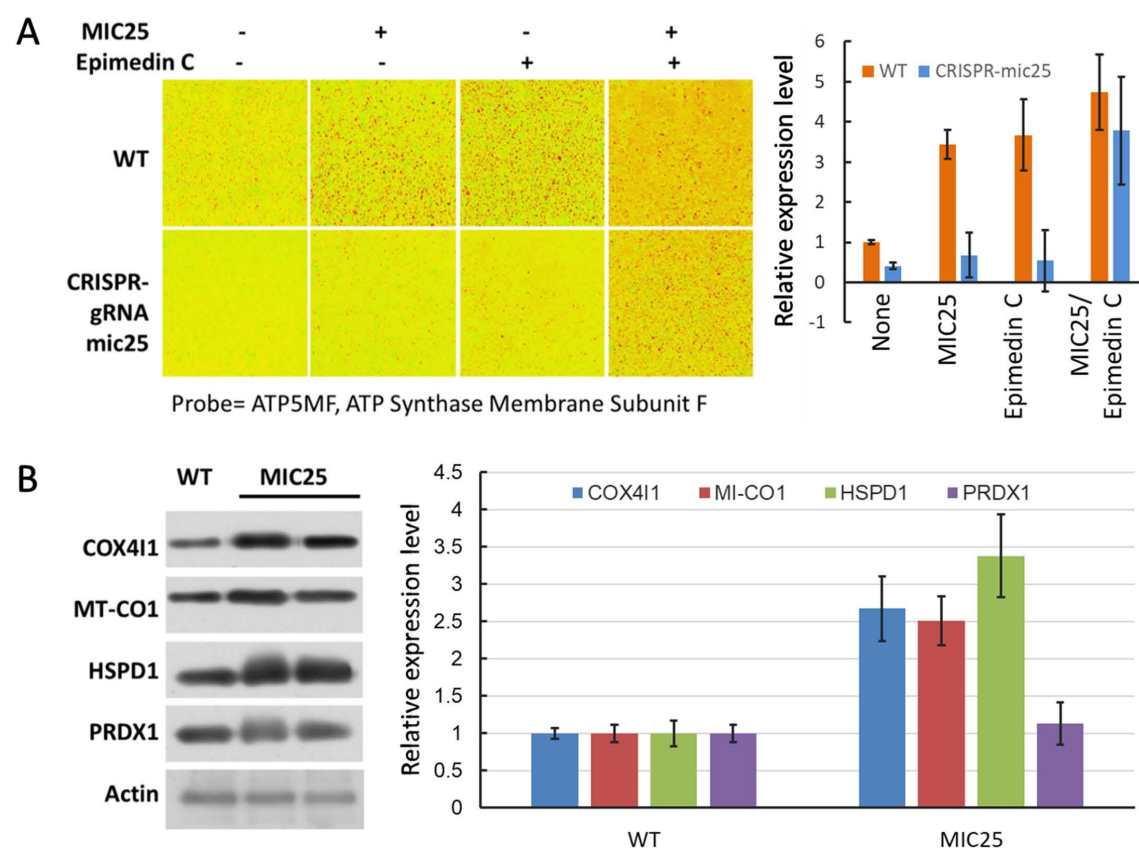 A
MIC25 - + - +
Epimedin C - - + +
WT
CRISPR-
gRNA
mic25
Probe= ATP5MF, ATP Synthase Membrane Subunit F
Relative expression level
6
5
4
3
2
1
0
-1
WT CRISPR-mic25
None
MIC25
Epimedin C
MIC25/
Epimedin C
B
WT MIC25
COX4I1
MT-CO1
HSPD1
PRDX1
Actin
Relative expression level
4.5
4
3.5
3
2.5
2
1.5
1
0.5
0
COX4I1 MI-CO1 HSPD1 PRDX1
WT MIC25